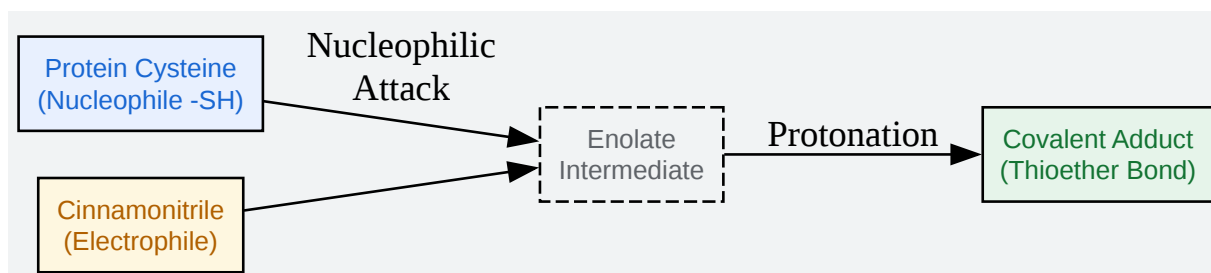 Protein Cysteine
(Nucleophile -SH)
Nucleophilic
Attack
Cinnamonitrile
(Electrophile)
Enolate
Intermediate
Protonation
Covalent Adduct
(Thioether Bond)